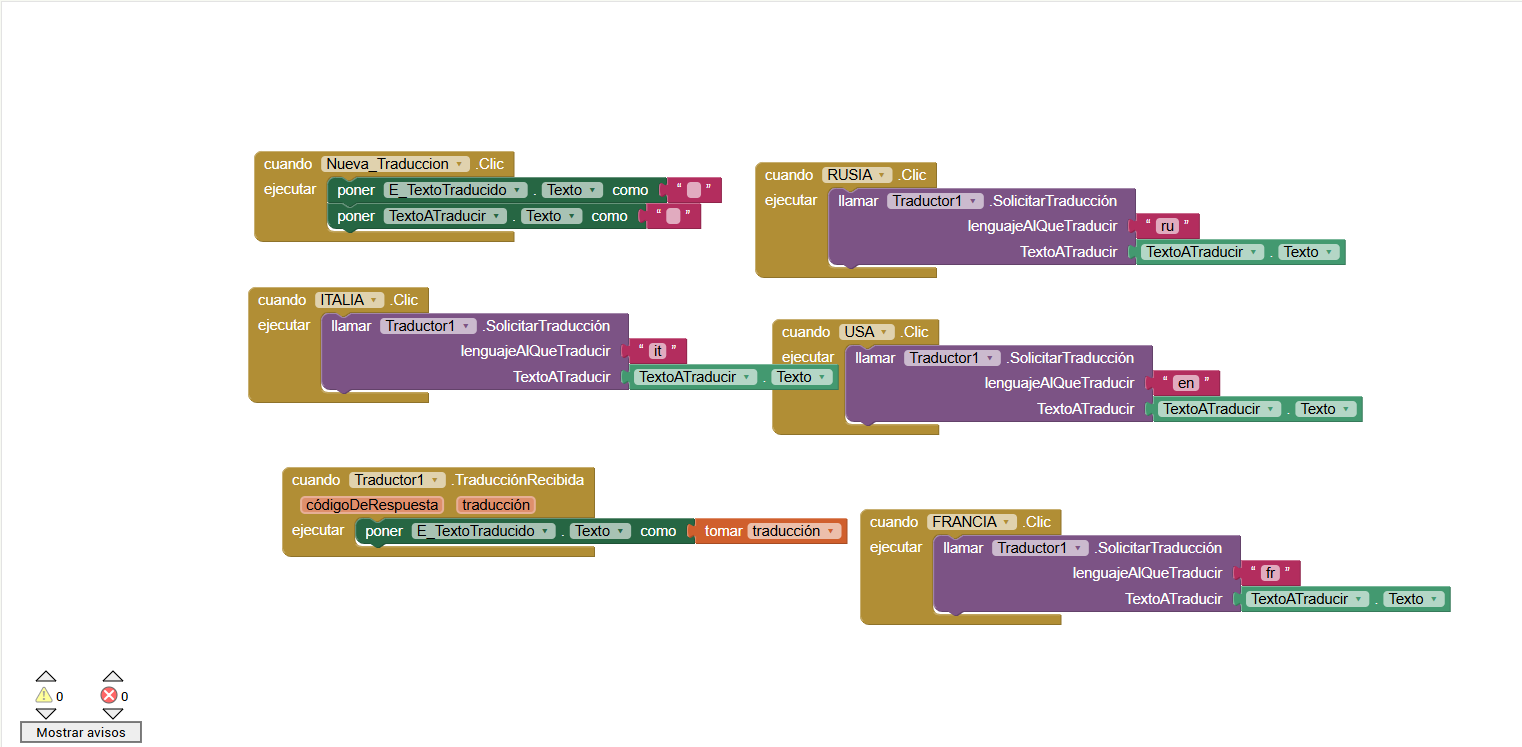 cuando Nueva_Traduccion .Clic
ejecutar poner E_TextoTraducido . Texto como “ ”
poner TextoATraducir . Texto como “ ”
cuando RUSIA .Clic
ejecutar llamar Traductor1 .SolicitarTraducción
lenguajeAlQueTraducir “ ru ”
TextoATraducir TextoATraducir . Texto
cuando ITALIA .Clic
ejecutar llamar Traductor1 .SolicitarTraducción
lenguajeAlQueTraducir “ it ”
TextoATraducir TextoATraducir . Texto
cuando USA .Clic
ejecutar llamar Traductor1 .SolicitarTraducción
lenguajeAlQueTraducir “ en ”
TextoATraducir TextoATraducir . Texto
cuando Traductor1 .TraducciónRecibida
códigoDeRespuesta traducción
ejecutar poner E_TextoTraducido . Texto como tomar traducción
cuando FRANCIA .Clic
ejecutar llamar Traductor1 .SolicitarTraducción
lenguajeAlQueTraducir “ fr ”
TextoATraducir TextoATraducir . Texto
0 0
Mostrar avisos